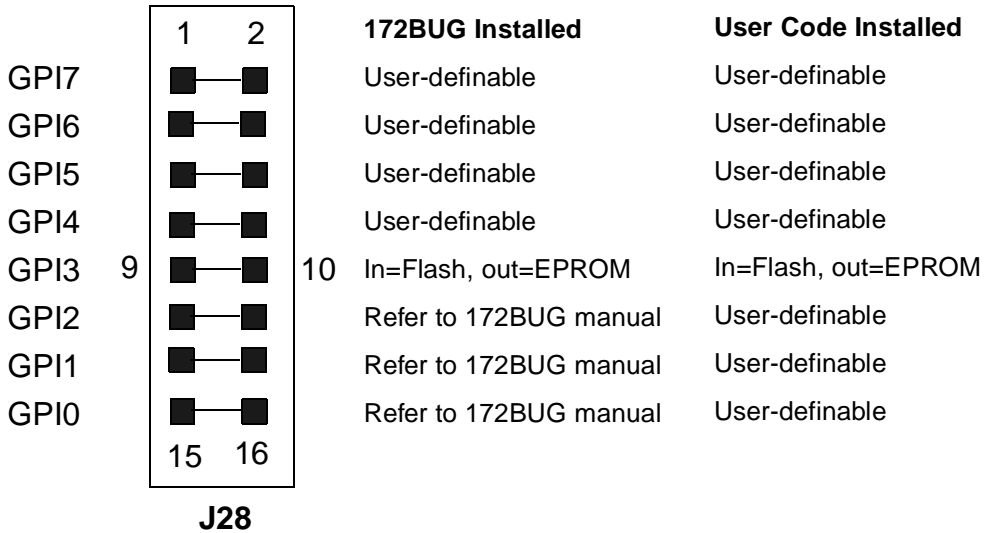 1 2 172BUG Installed User Code Installed
GPI7 User-definable User-definable
GPI6 User-definable User-definable
GPI5 User-definable User-definable
GPI4 User-definable User-definable
GPI3 9 10 In=Flash, out=EPROM In=Flash, out=EPROM
GPI2 Refer to 172BUG manual User-definable
GPI1 Refer to 172BUG manual User-definable
GPI0 Refer to 172BUG manual User-definable
15 16
J28